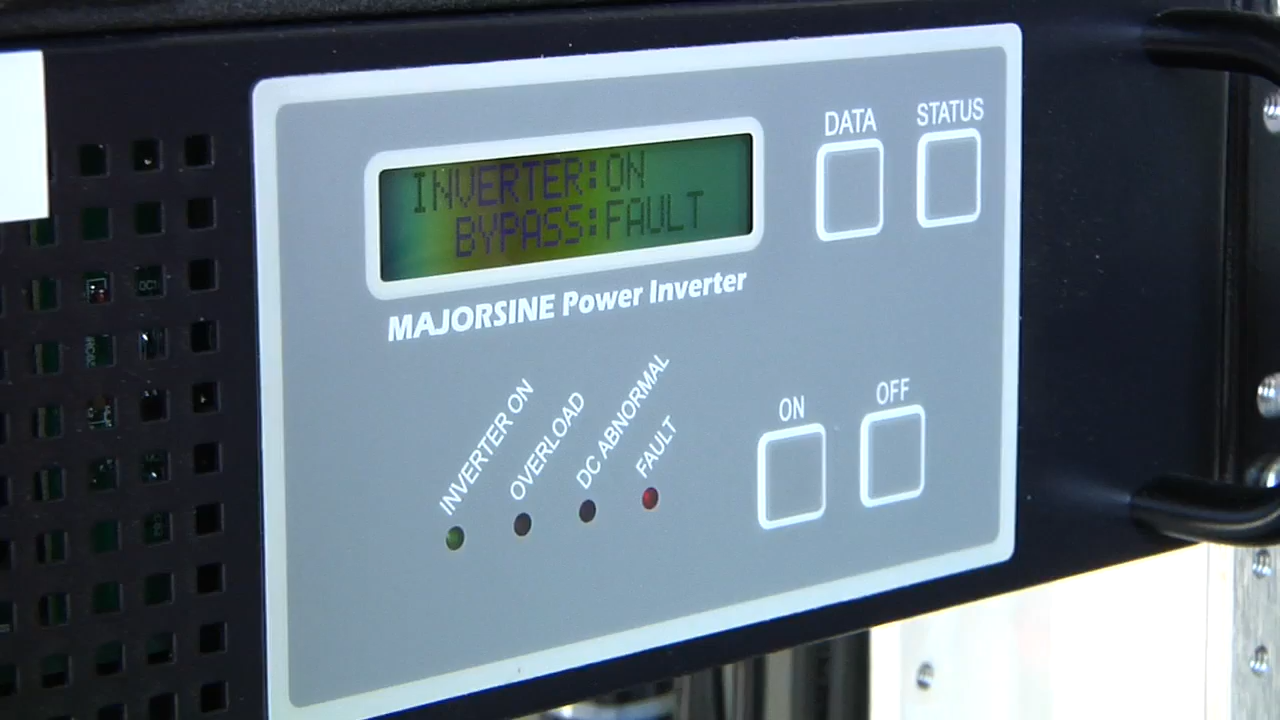 INVERTER:ON
BYPASS:FAULT
MAJORSINE Power Inverter
DATA
STATUS
INVERTER ON
OVERLOAD
DC ABNORMAL
FAULT
ON
OFF